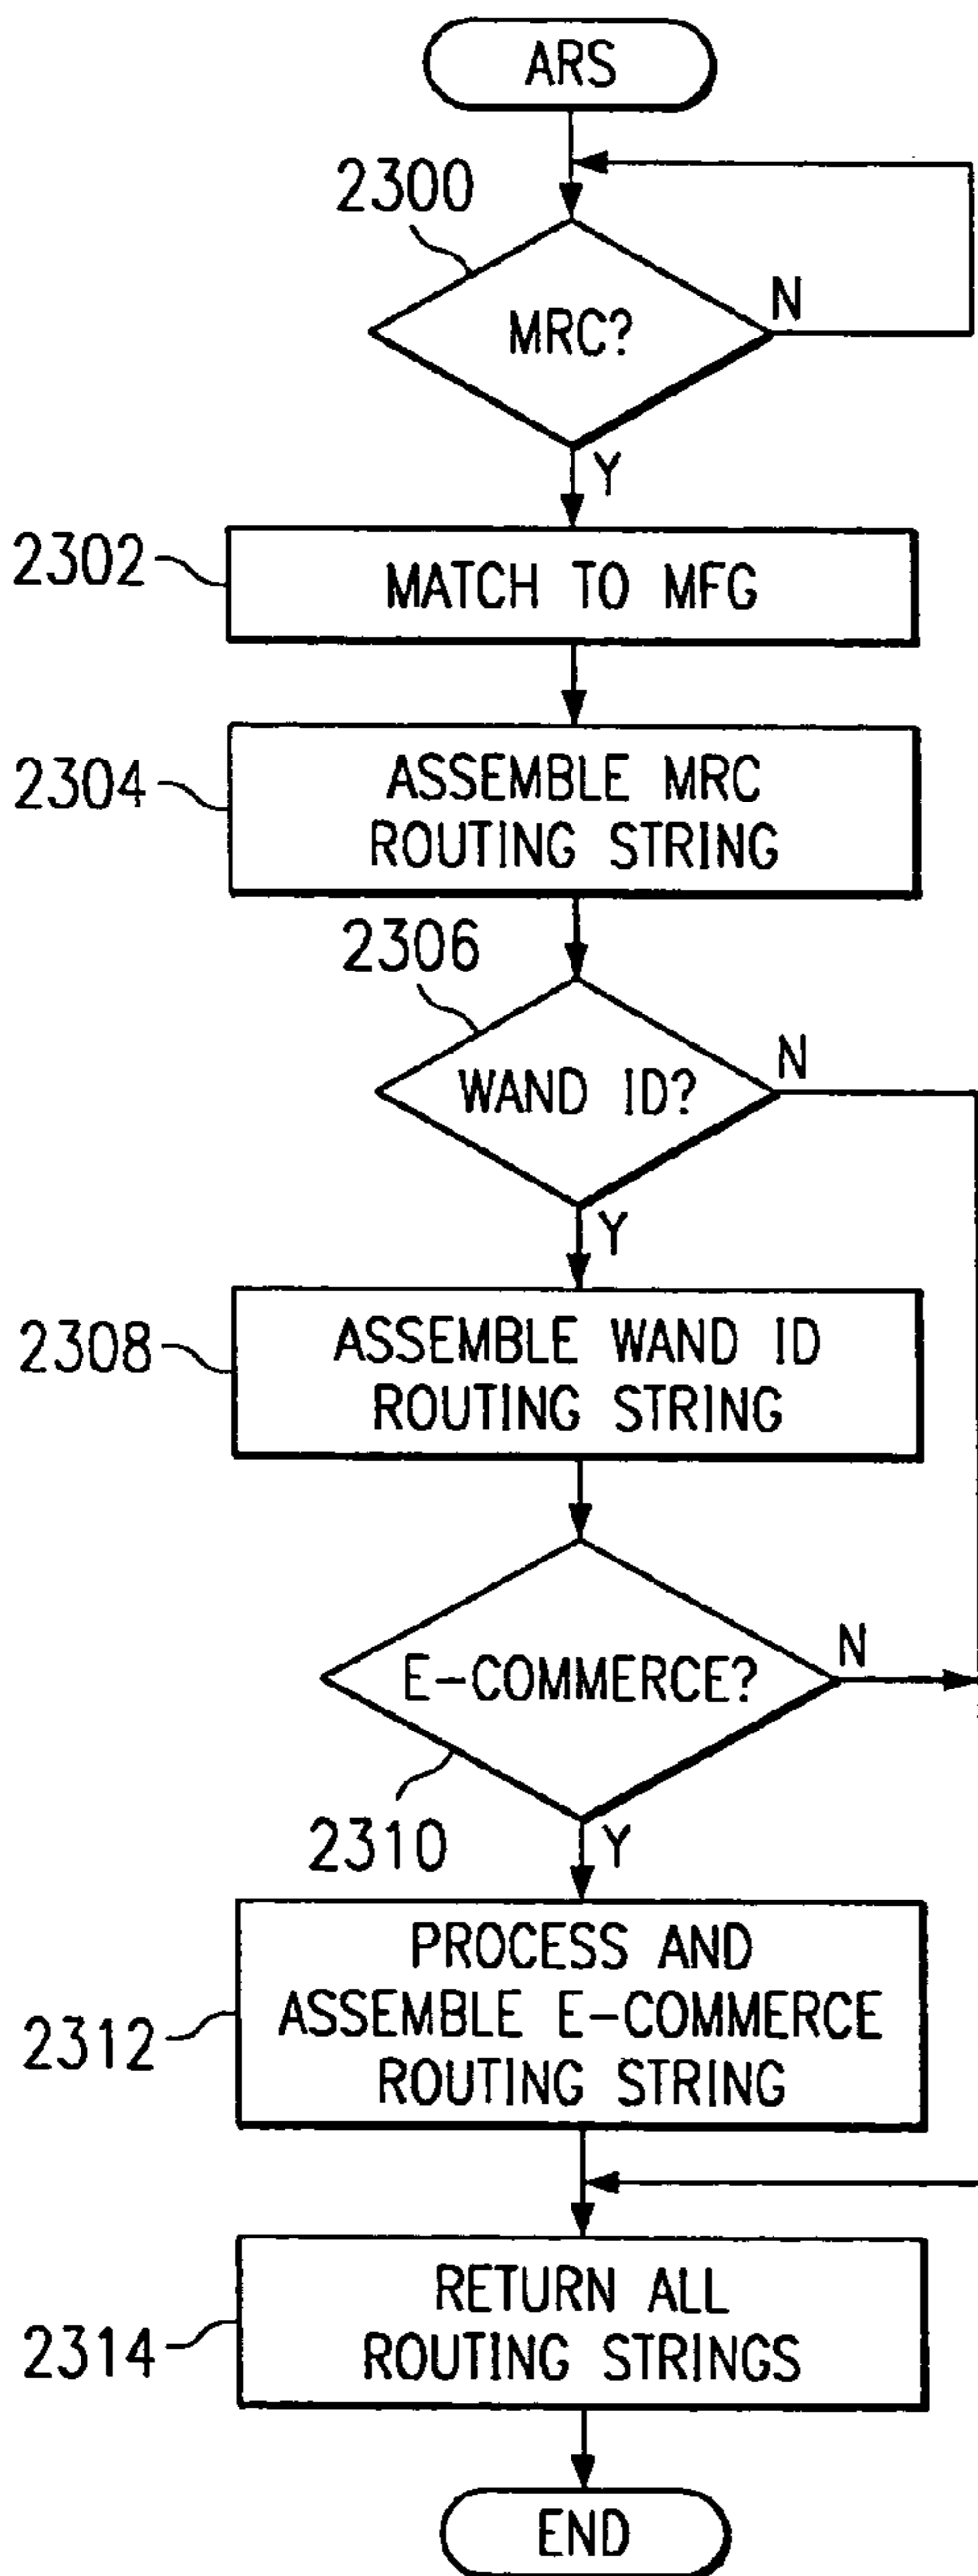 ARS
2300
MRC?
N
Y
2302
MATCH TO MFG
2304
ASSEMBLE MRC
ROUTING STRING
2306
WAND ID?
N
Y
2308
ASSEMBLE WAND ID
ROUTING STRING
E-COMMERCE?
N
2310
Y
2312
PROCESS AND
ASSEMBLE E-COMMERCE
ROUTING STRING
2314
RETURN ALL
ROUTING STRINGS
END